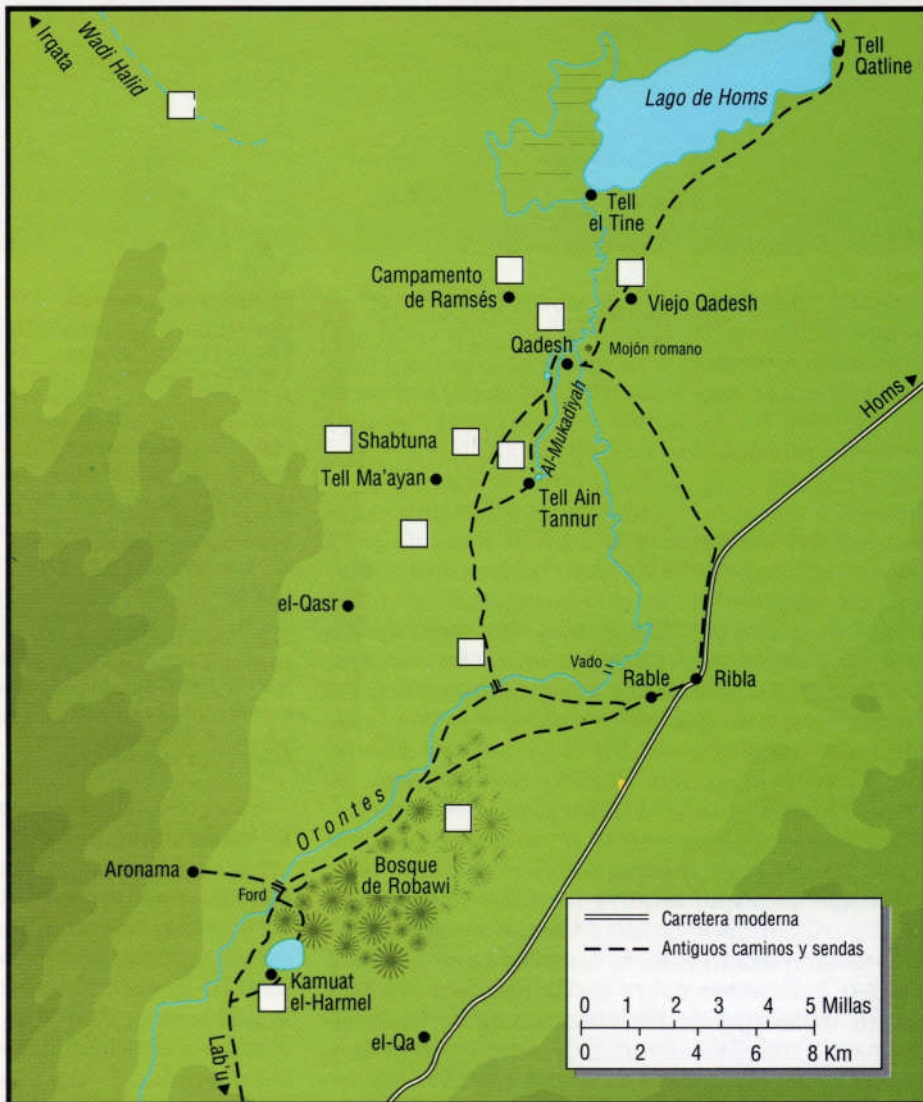 Irqata
Wadi Halid
Tell
Qatline
Lago de Homs
Tell
el Tine
Campamento
de Ramsés
Viejo Qadesh
Qadesh
Mojón romano
Homs
Al-Mukadiyah
Shabtuna
Tell Ma'ayan
Tell Ain
Tannur
el-Qasr
Vado
Rable
Ribla
Orontes
Aronama
Ford
Bosque
de Robawi
Kamuat
el-Harmel
el-Qa
Lab'u
Carretera moderna
Antiguos caminos y sendas
0 1 2 3 4 5 Millas
0 2 4 6 8 Km